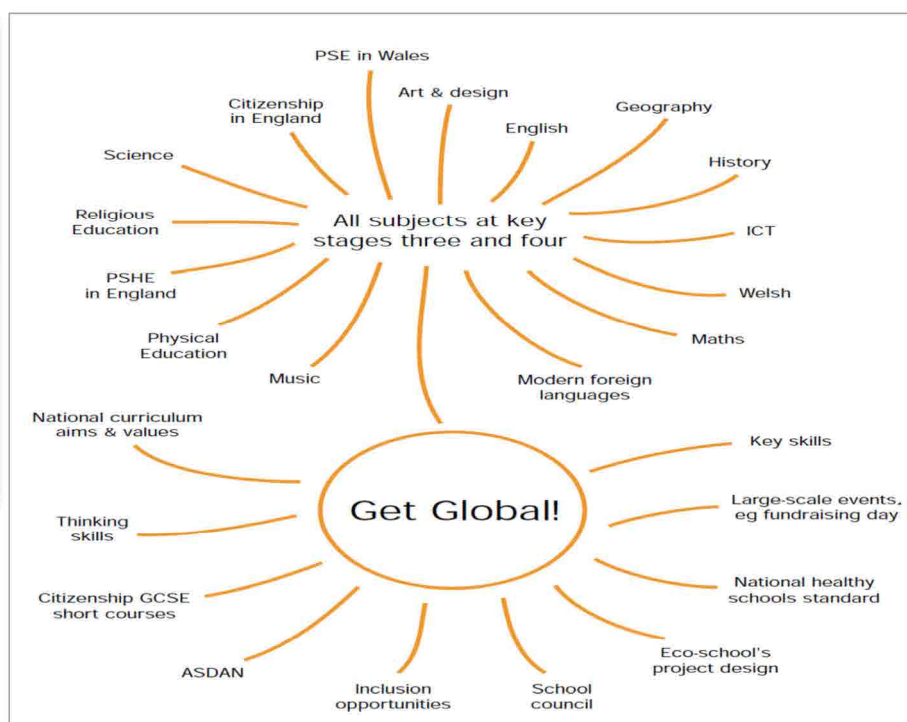 PSE in Wales
Art & design
Citizenship
in England
English
Geography
Science
History
Religious
Education
All subjects at key
stages three and four
ICT
PSHE
in England
Welsh
Physical
Education
Maths
Music
Modern foreign
languages
National curriculum
aims & values
Key skills
Get Global!
Large-scale events,
eg fundraising day
Thinking
skills
Citizenship GCSE
short courses
National healthy
schools standard
ASDAN
Inclusion
opportunities
School
council
Eco-school's
project design